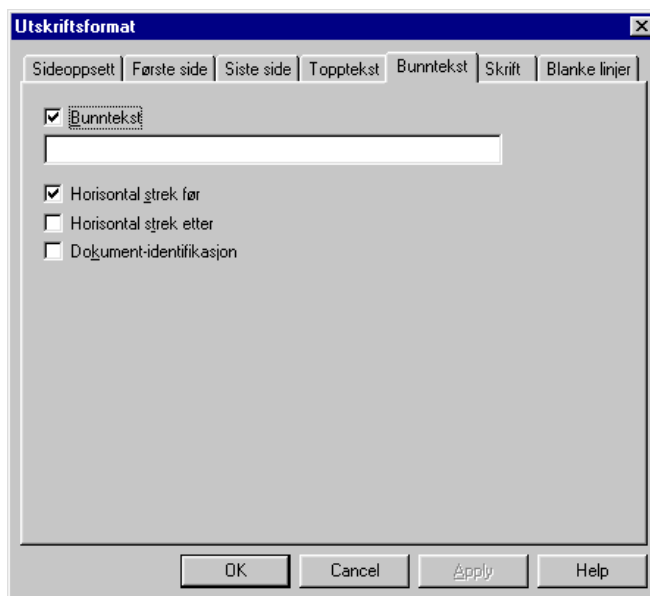 Utskriftsformat
Sideoppsett Første side Siste side Topptekst Bunntekst Skrift Blanke linjer
Bunntekst
Horisontal strek før
Horisontal strek etter
Dokument-identifikasjon
OK Cancel Apply Help